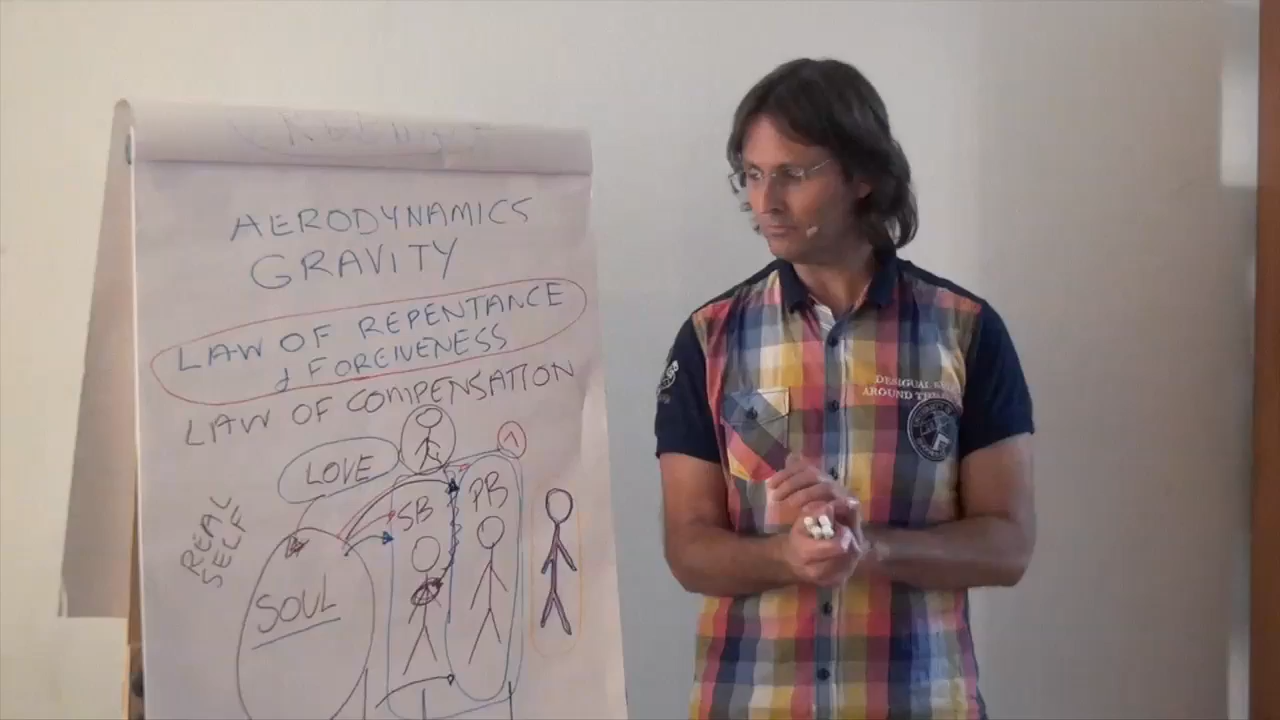 AERODYNAMICS
GRAVITY
LAW OF REPENTANCE
& FORGIVENESS
LAW OF COMPENSATION
LOVE
REAL
SELF
SB
PB
SOUL
DESIGUAL
AROUND THE